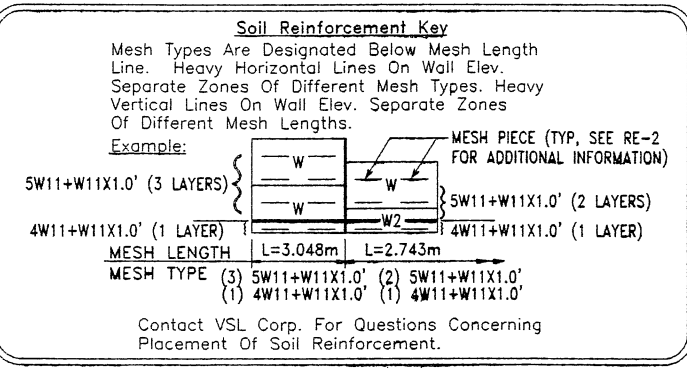 Soil Reinforcement Key
Mesh Types Are Designated Below Mesh Length
Line. Heavy Horizontal Lines On Wall Elev.
Separate Zones Of Different Mesh Types. Heavy
Vertical Lines On Wall Elev. Separate Zones
Of Different Mesh Lengths.
Example:
MESH PIECE (TYP, SEE RE-2
FOR ADDITIONAL INFORMATION)
W
W
5W11+W11X1.0' (3 LAYERS)
5W11+W11X1.0' (2 LAYERS)
W
W2
4W11+W11X1.0' (1 LAYER)
4W11+W11X1.0' (1 LAYER)
MESH LENGTH L=3.048m L=2.743m
MESH TYPE (3) 5W11+W11X1.0' (2) 5W11+W11X1.0'
(1) 4W11+W11X1.0' (1) 4W11+W11X1.0'
Contact VSL Corp. For Questions Concerning
Placement Of Soil Reinforcement.